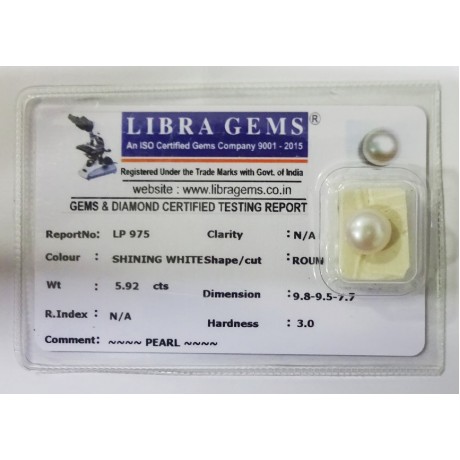 LIBRA GEMS®
An ISO Certified Gems Company 9001 - 2015
Registered Under the Trade Marks with Govt. of India
website : www.libragems.co.in
GEMS & DIAMOND CERTIFIED TESTING REPORT
ReportNo: LP 975 Clarity : N/A
Colour : SHINING WHITE Shape/cut : ROUN
Wt : 5.92 cts Dimension : 9.8-9.5-7.7
R.Index : N/A Hardness : 3.0
Comment: ~~~~ PEARL ~~~~